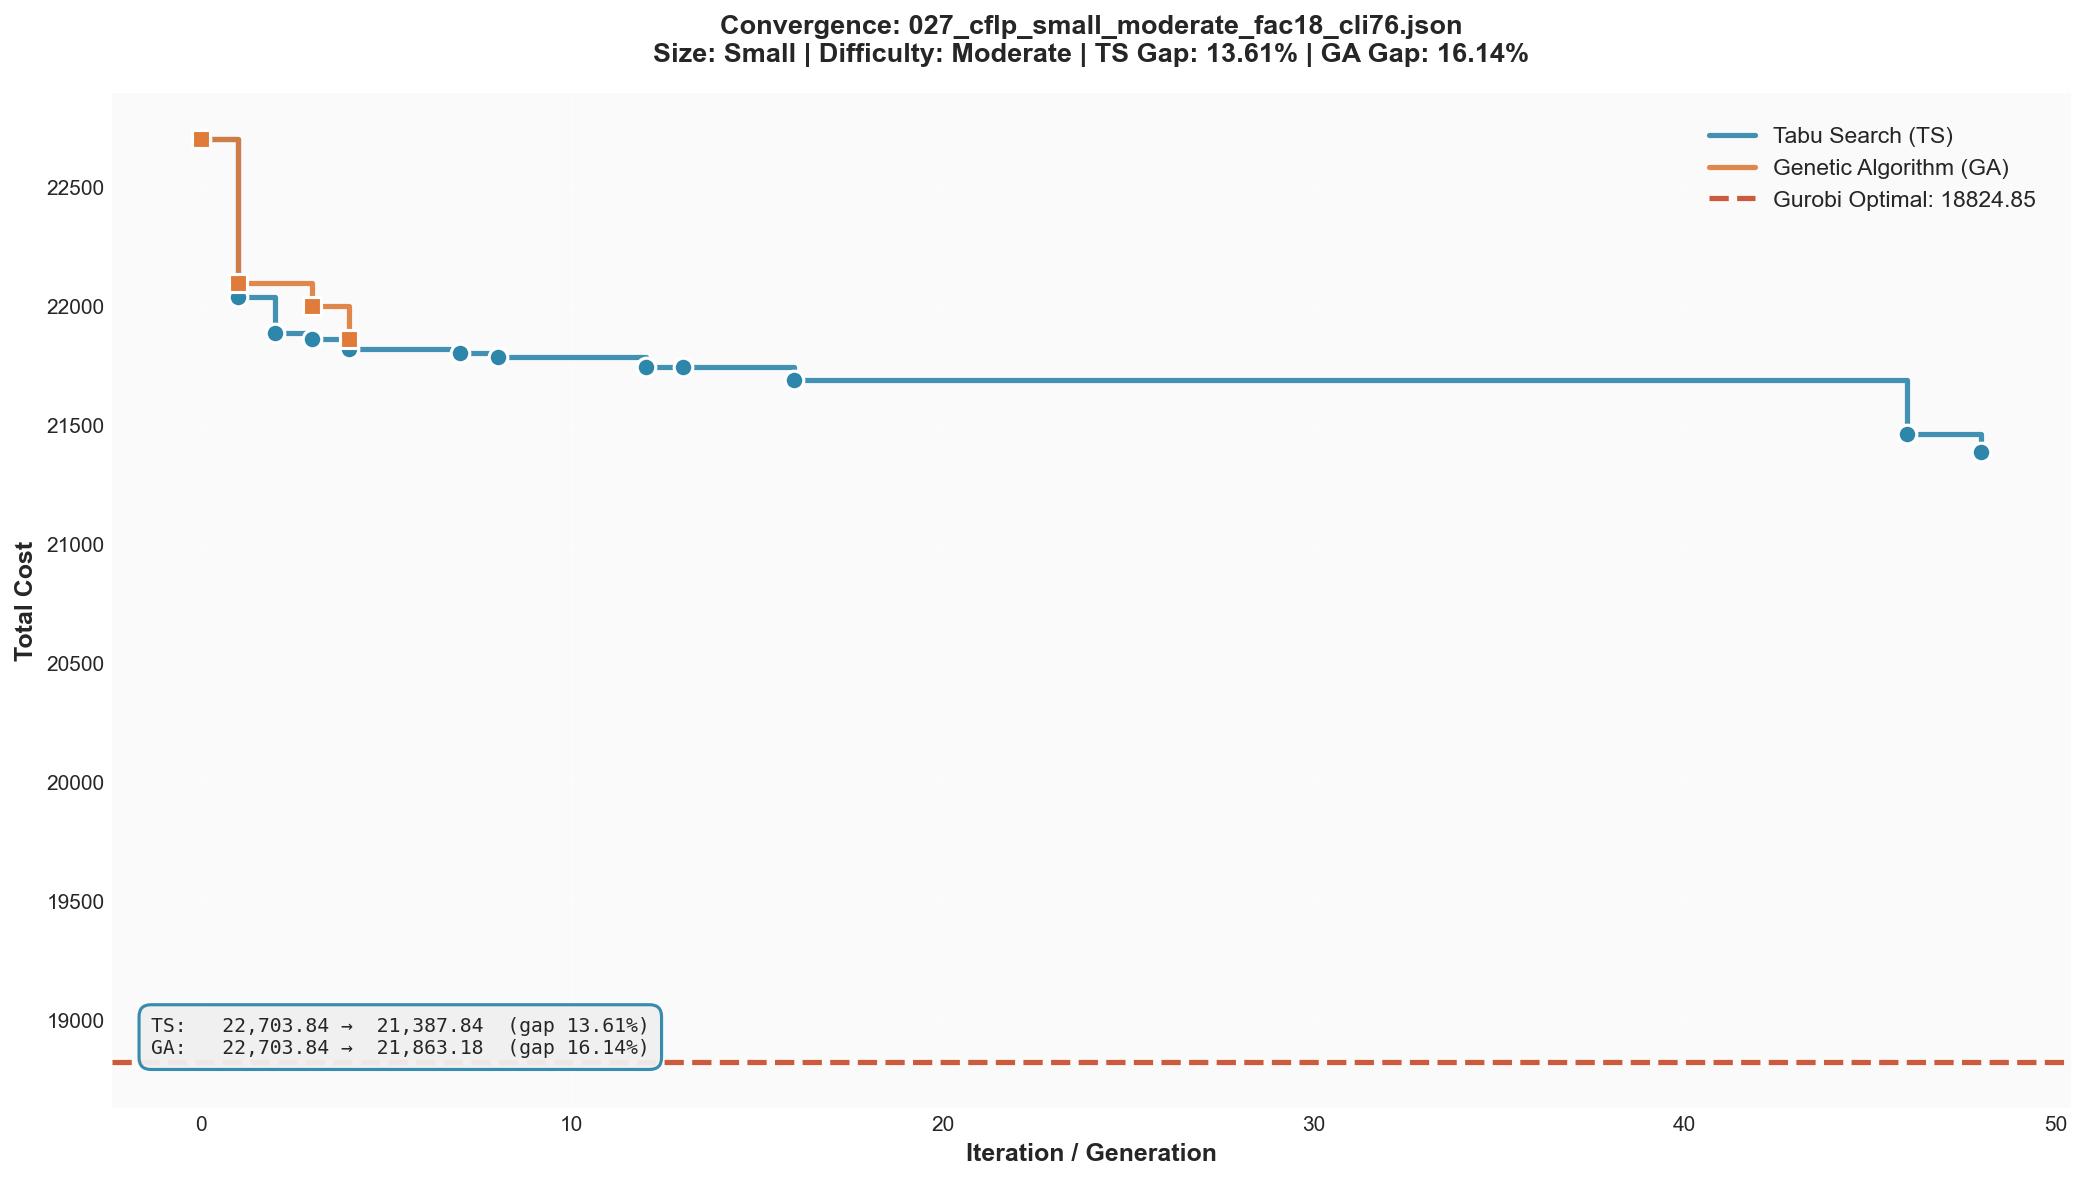 Convergence: 027_cflp_small_moderate_fac18_cli76.json
Size: Small | Difficulty: Moderate | TS Gap: 13.61% | GA Gap: 16.14%
Tabu Search (TS)
Genetic Algorithm (GA)
Gurobi Optimal: 18824.85
Total Cost
22500
22000
21500
21000
20500
20000
19500
19000
TS: 22,703.84 → 21,387.84 (gap 13.61%)
GA: 22,703.84 → 21,863.18 (gap 16.14%)
0 10 20 30 40 50
Iteration / Generation